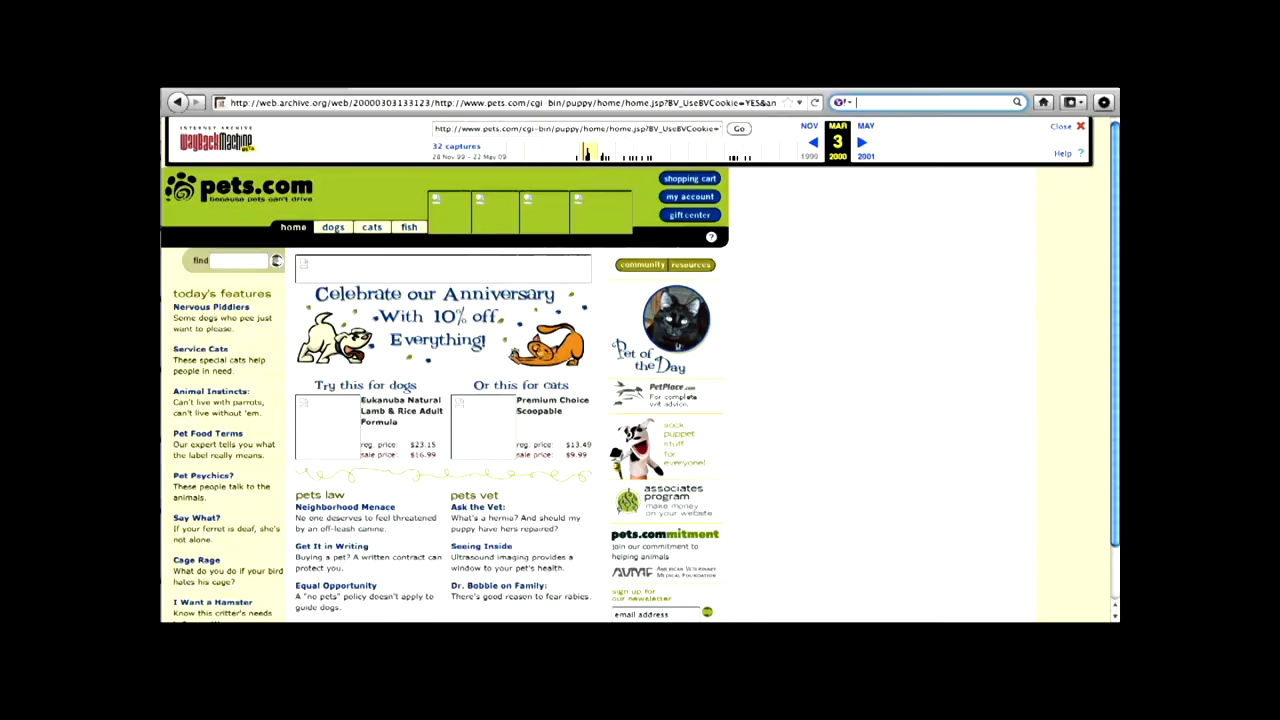 http://web.archive.org/web/20000303133123/http://www.pets.com/cgi-bin/puppy/home/home.jsp?BV_UseBVCookie=YES&an
INTERNET ARCHIVE
WayBackMachine
BETA
http://www.pets.com/cgi-bin/puppy/home/home.jsp?BV_UseBVCookie='
Go
32 captures
28 Nov 99 - 22 May 09
NOV
MAR
MAY
3
1999
2000
2001
Close
Help ?
pets.com
because pets can't drive
shopping cart
my account
gift center
home
dogs
cats
fish
?
find
community
resources
today's features
Nervous Piddlers
Some dogs who pee just
want to please.
Service Cats
These special cats help
people in need.
Animal Instincts:
Can't live with parrots,
can't live without 'em.
Pet Food Terms
Our expert tells you what
the label really means.
Pet Psychics?
These people talk to the
animals.
Say What?
If your ferret is deaf, she's
not alone.
Cage Rage
What do you do if your bird
hates his cage?
I Want a Hamster
Know this critter's needs
Celebrate our Anniversary
With 10% off
Everything!
Try this for dogs
Eukanuba Natural
Lamb & Rice Adult
Formula
reg. price: $23.15
sale price: $16.99
Or this for cats
Premium Choice
Scoopable
reg. price: $13.49
sale price: $9.99
pets law
Neighborhood Menace
No one deserves to feel threatened
by an off-leash canine.
Get It in Writing
Buying a pet? A written contract can
protect you.
Equal Opportunity
A "no pets" policy doesn't apply to
guide dogs.
pets vet
Ask the Vet:
What's a hernia? And should my
puppy have hers repaired?
Seeing Inside
Ultrasound imaging provides a
window to your pet's health.
Dr. Bobbie on Family:
There's good reason to fear rabies.
Pet of
the Day
PetPlace.com
For complete
vet advice.
sock
puppet
stuff
for
everyone!
associates
program
make money
on your website
pets.commitment
join our commitment to
helping animals
AVMF AMERICAN VETERINARY
MEDICAL FOUNDATION
sign up for
our newsletter
email address